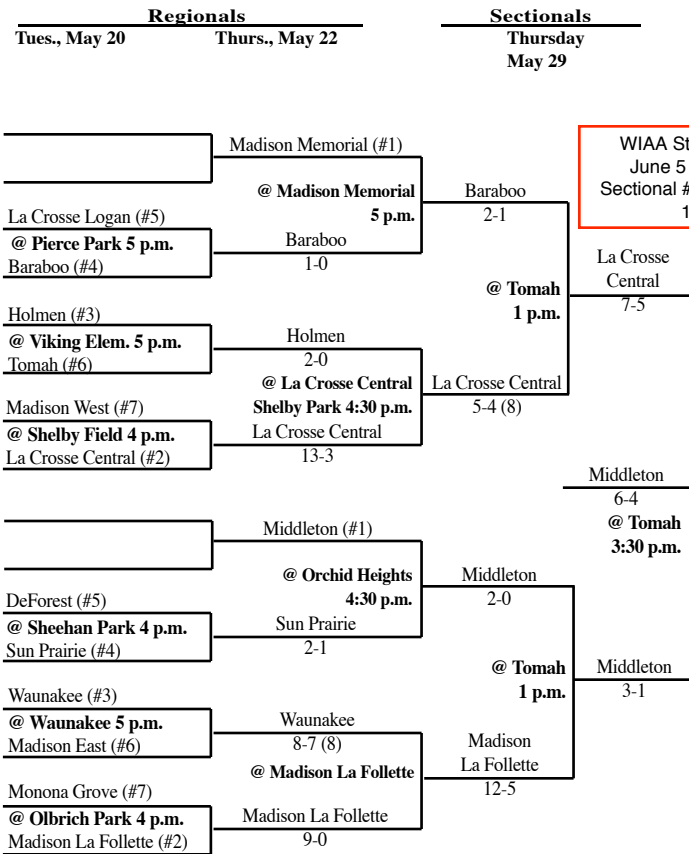 Regionals
Sectionals
Tues., May 20
Thurs., May 22
Thursday
May 29
Madison Memorial (#1)
WIAA St
June 5
Sectional #
1
@ Madison Memorial
5 p.m.
Baraboo
2-1
La Crosse Logan (#5)
@ Pierce Park 5 p.m.
Baraboo (#4)
Baraboo
1-0
La Crosse
Central
7-5
@ Tomah
1 p.m.
Holmen (#3)
@ Viking Elem. 5 p.m.
Tomah (#6)
Holmen
2-0
@ La Crosse Central
Shelby Park 4:30 p.m.
La Crosse Central
5-4 (8)
Madison West (#7)
@ Shelby Field 4 p.m.
La Crosse Central (#2)
La Crosse Central
13-3
Middleton
6-4
@ Tomah
3:30 p.m.
Middleton (#1)
@ Orchid Heights
4:30 p.m.
Middleton
2-0
DeForest (#5)
@ Sheehan Park 4 p.m.
Sun Prairie (#4)
Sun Prairie
2-1
@ Tomah
1 p.m.
Middleton
3-1
Waunakee (#3)
@ Waunakee 5 p.m.
Madison East (#6)
Waunakee
8-7 (8)
@ Madison La Follette
Madison
La Follette
12-5
Monona Grove (#7)
@ Olbrich Park 4 p.m.
Madison La Follette (#2)
Madison La Follette
9-0